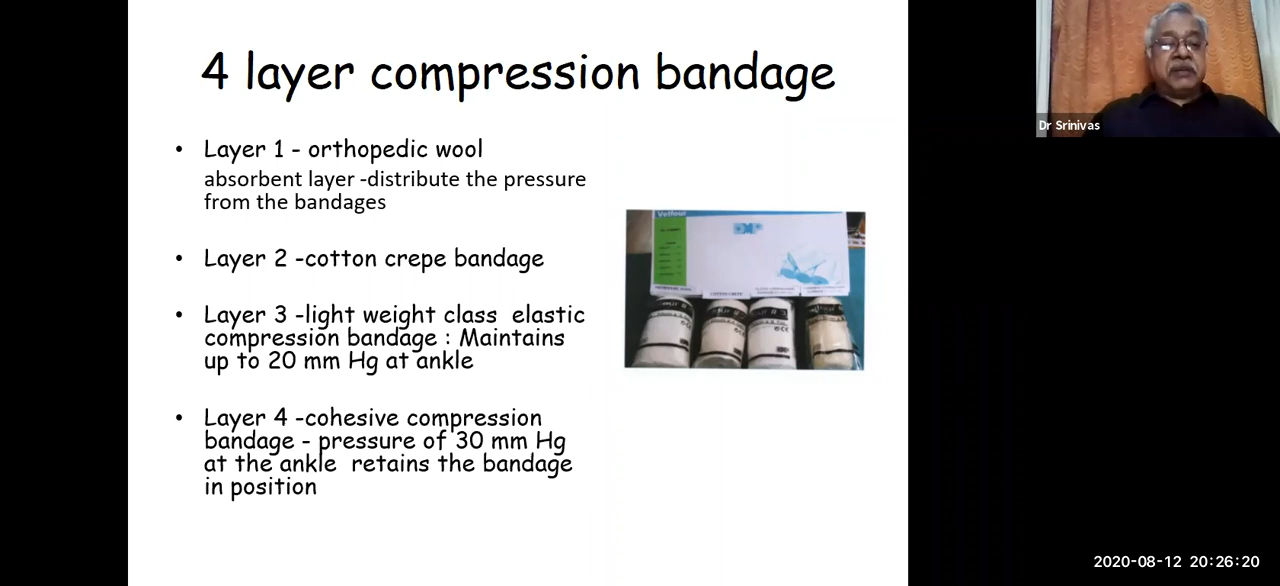 4 layer compression bandage
• Layer 1 - orthopedic wool
absorbent layer -distribute the pressure
from the bandages
• Layer 2 -cotton crepe bandage
• Layer 3 -light weight class elastic
compression bandage : Maintains
up to 20 mm Hg at ankle
• Layer 4 -cohesive compression
bandage - pressure of 30 mm Hg
at the ankle retains the bandage
in position
Dr Srinivas
2020-08-12 20:26:20